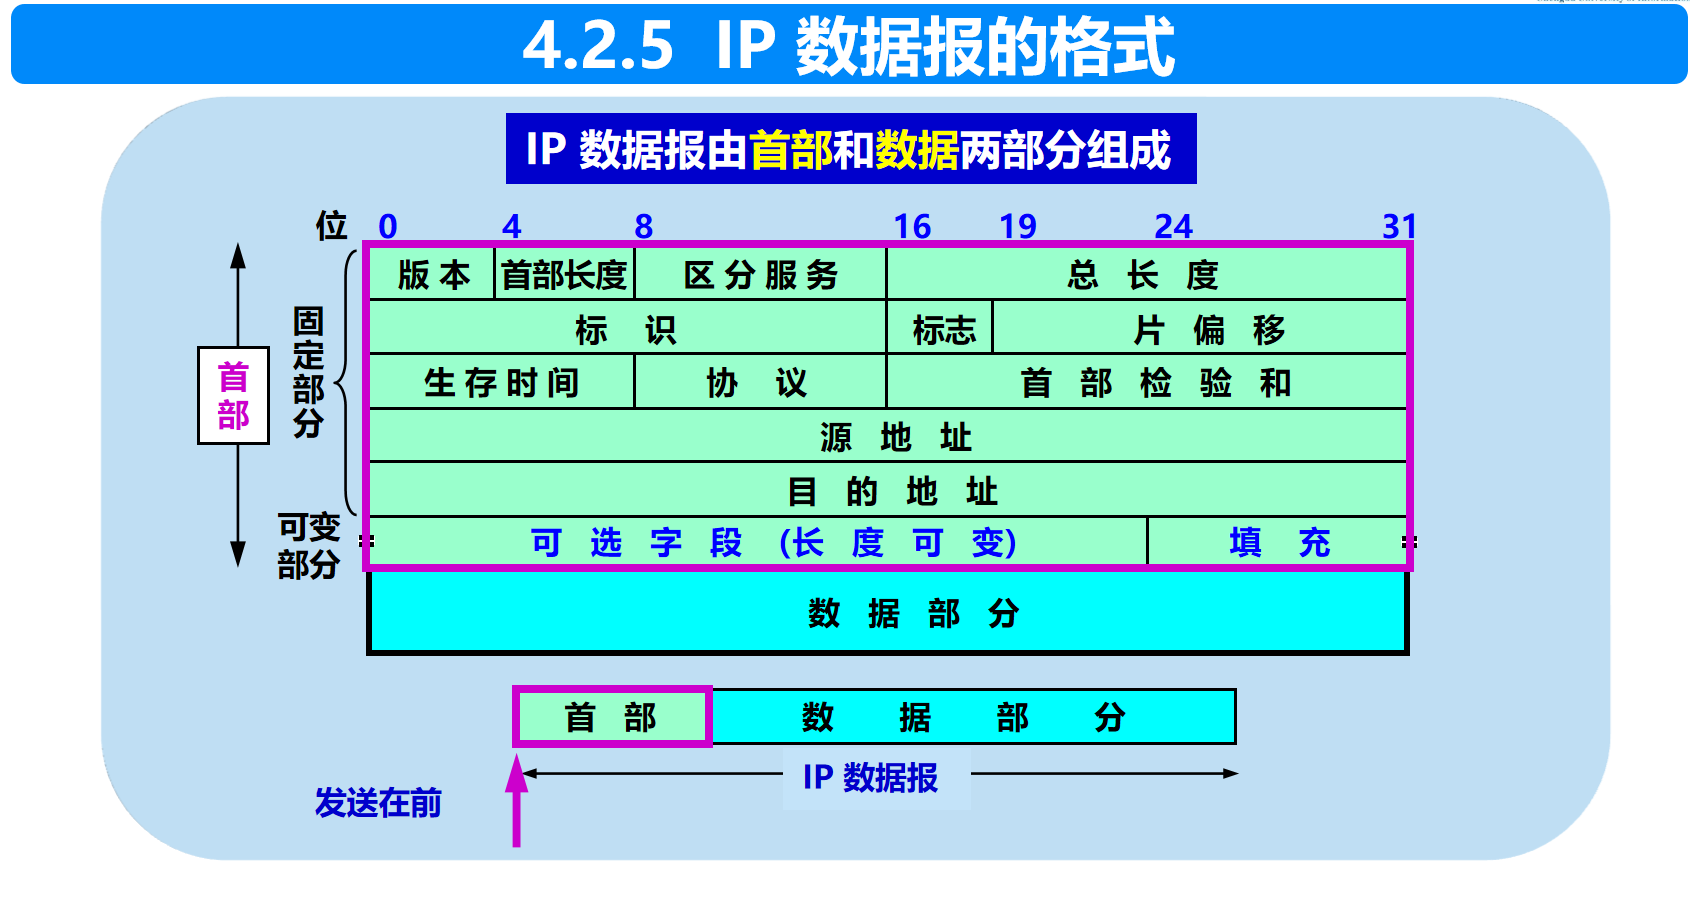 4.2.5 IP 数据报的格式
IP 数据报由首部和数据两部分组成
位 0 4 8 16 19 24 31
版本 首部长度 区分服务 总长度
标识 标志 片偏移
生存时间 协议 首部检验和
源地址
目的地址
可选字段(长度可变) 填充
数据部分
固定部分
首部
可变
部分
首部 数据部分
IP 数据报
发送在前